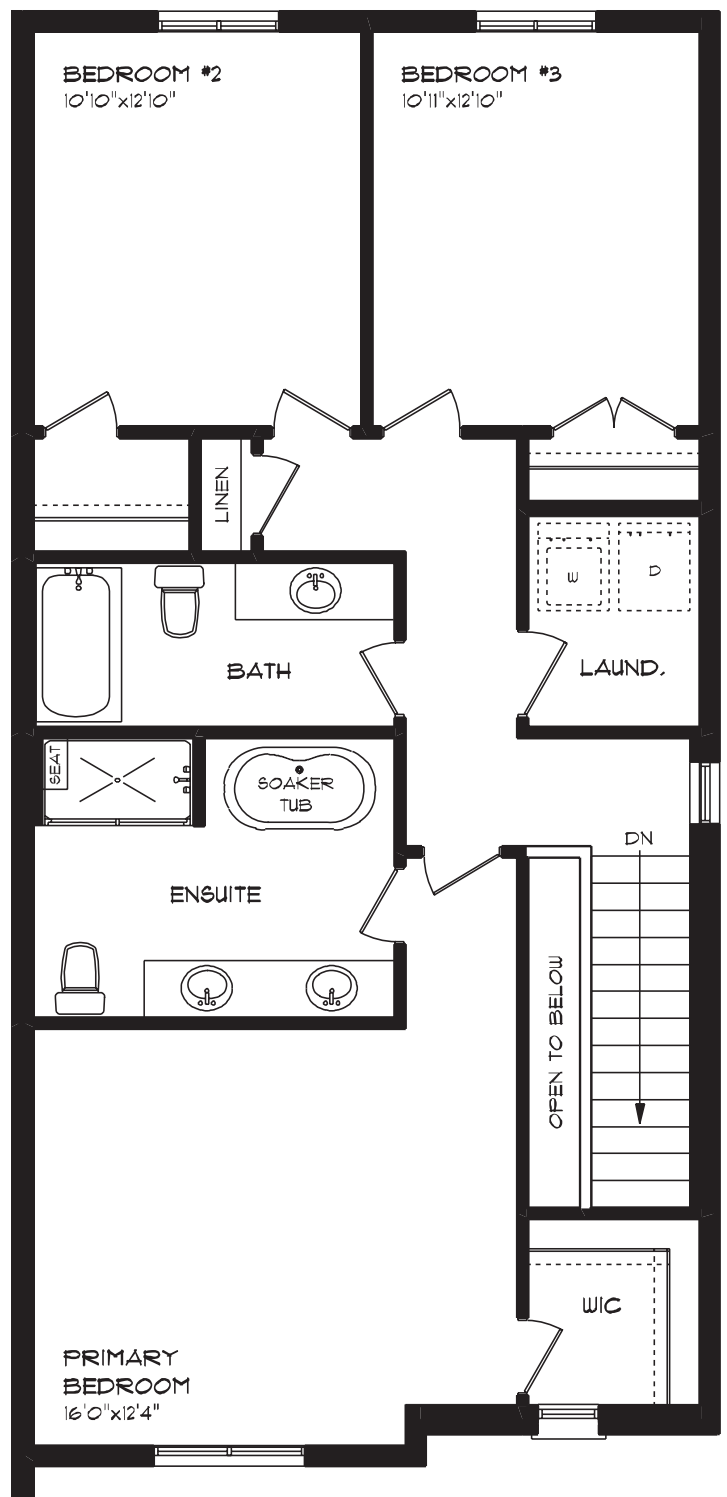 BEDROOM #2
10'10"x12'10"
BEDROOM #3
10'11"x12'10"
LINEN
W
D
BATH
LAUND.
SEAT
SOAKER
TUB
DN
ENSUITE
OPEN TO BELOW
WIC
PRIMARY
BEDROOM
16'0"x12'4"